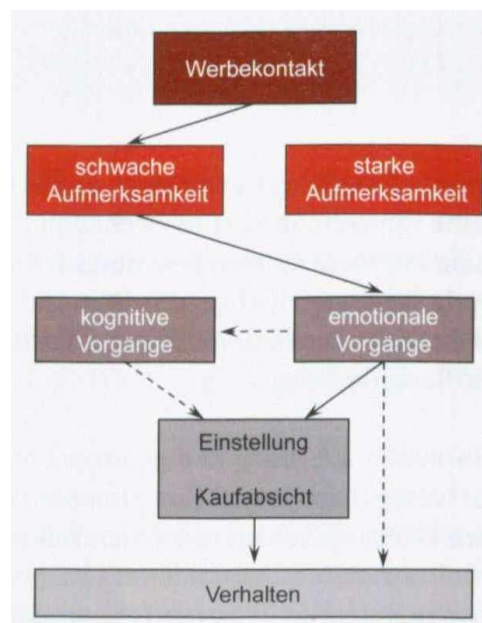 Werbekontakt
schwache
Aufmerksamkeit
starke
Aufmerksamkeit
kognitive
Vorgänge
emotionale
Vorgänge
Einstellung
Kaufabsicht
Verhalten